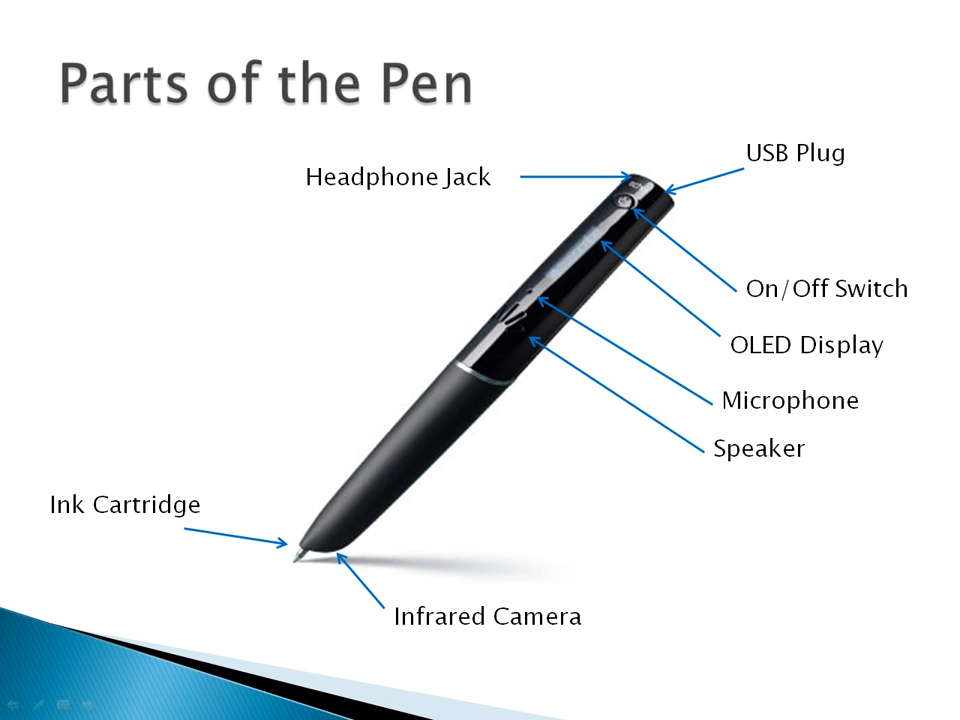 Parts of the Pen
USB Plug
Headphone Jack
On/Off Switch
OLED Display
Microphone
Speaker
Ink Cartridge
Infrared Camera